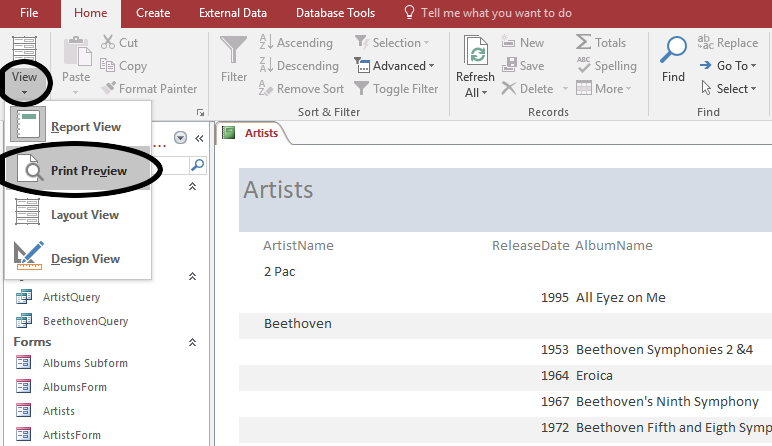 File Home Create External Data Database Tools Tell me what you want to do
View
Paste
Cut
Copy
Format Painter
Filter
Ascending
Descending
Remove Sort
Selection
Advanced
Toggle Filter
Sort & Filter
Refresh
All
New
Save
Delete
Totals
Spelling
More
Records
Find
ab
ac
Replace
Go To
Select
Find
Report View
Print Preview
Layout View
Design View
...
ArtistQuery
BeethovenQuery
Forms
Albums Subform
AlbumsForm
Artists
ArtistsForm
Artists
Artists
ArtistName ReleaseDate AlbumName
2 Pac
1995 All Eyez on Me
Beethoven
1953 Beethoven Symphonies 2 &4
1964 Eroica
1967 Beethoven's Ninth Symphony
1972 Beethoven Fifth and Eigth Symp